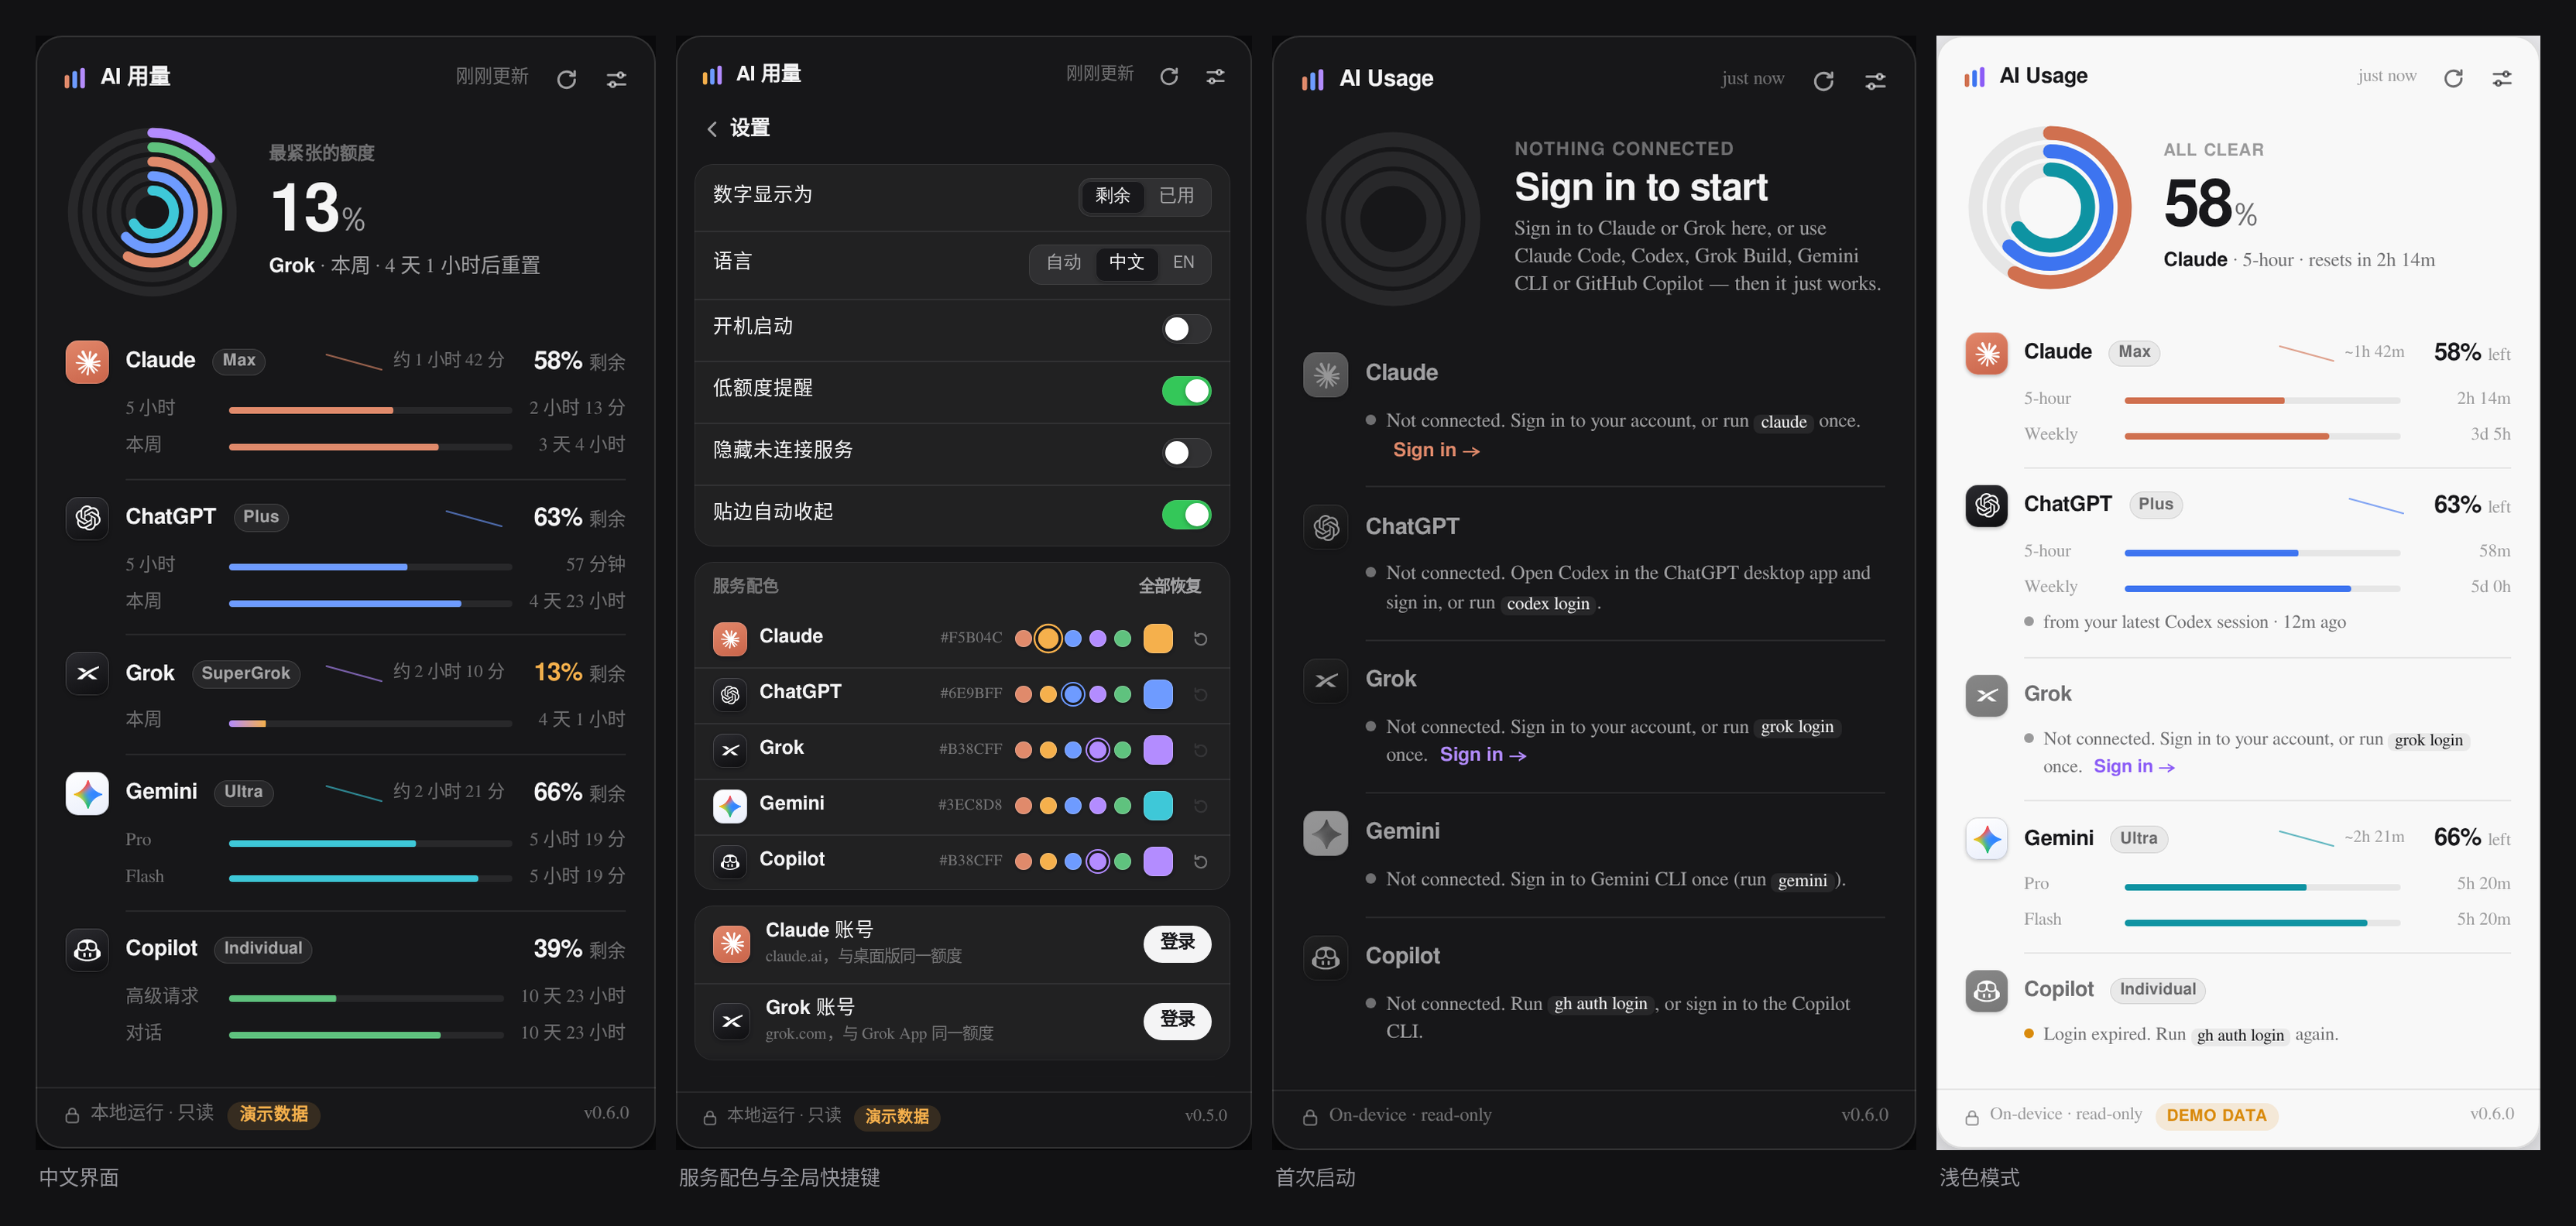 AI 用量
刚刚更新
最紧张的额度
13%
Grok · 本周 · 4 天 1 小时后重置
Claude Max 约 1 小时 42 分 58% 剩余
5 小时 2 小时 13 分
本周 3 天 4 小时
ChatGPT Plus 63% 剩余
5 小时 57 分钟
本周 4 天 23 小时
Grok SuperGrok 约 2 小时 10 分 13% 剩余
本周 4 天 1 小时
Gemini Ultra 约 2 小时 21 分 66% 剩余
Pro 5 小时 19 分
Flash 5 小时 19 分
Copilot Individual 39% 剩余
高级请求 10 天 23 小时
对话 10 天 23 小时
本地运行 · 只读 演示数据 v0.6.0
中文界面
AI 用量
刚刚更新
设置
数字显示为 剩余 已用
语言 自动 中文 EN
开机启动
低额度提醒
隐藏未连接服务
贴边自动收起
服务配色 全部恢复
Claude #F5B04C
ChatGPT #6E9BFF
Grok #B38CFF
Gemini #3EC8D8
Copilot #B38CFF
Claude 账号
claude.ai，与桌面版同一额度
登录
Grok 账号
grok.com，与 Grok App 同一额度
登录
本地运行 · 只读 演示数据 v0.5.0
服务配色与全局快捷键
AI Usage
just now
NOTHING CONNECTED
Sign in to start
Sign in to Claude or Grok here, or use
Claude Code, Codex, Grok Build, Gemini
CLI or GitHub Copilot — then it just works.
Claude
Not connected. Sign in to your account, or run claude once.
Sign in →
ChatGPT
Not connected. Open Codex in the ChatGPT desktop app and
sign in, or run codex login .
Grok
Not connected. Sign in to your account, or run grok login
once. Sign in →
Gemini
Not connected. Sign in to Gemini CLI once (run gemini ).
Copilot
Not connected. Run gh auth login , or sign in to the Copilot
CLI.
On-device · read-only v0.6.0
首次启动
AI Usage
just now
ALL CLEAR
58%
Claude · 5-hour · resets in 2h 14m
Claude Max ~1h 42m 58% left
5-hour 2h 14m
Weekly 3d 5h
ChatGPT Plus 63% left
5-hour 58m
Weekly 5d 0h
from your latest Codex session · 12m ago
Grok
Not connected. Sign in to your account, or run grok login
once. Sign in →
Gemini Ultra ~2h 21m 66% left
Pro 5h 20m
Flash 5h 20m
Copilot Individual
Login expired. Run gh auth login again.
On-device · read-only DEMO DATA v0.6.0
浅色模式